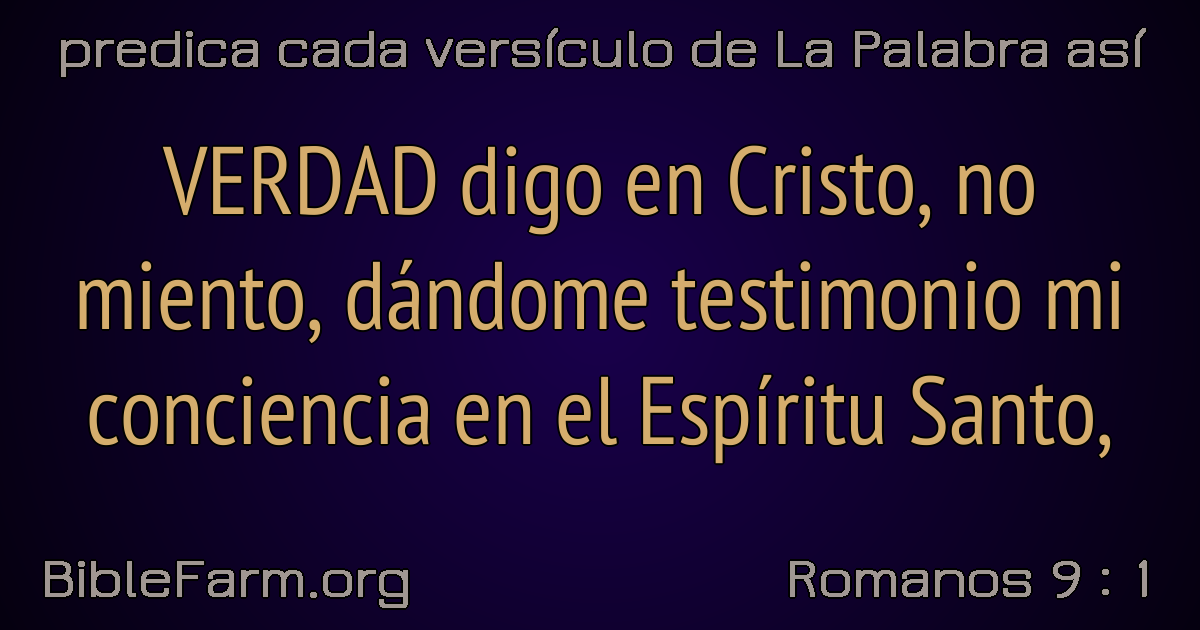 predica cada versículo de La Palabra así
VERDAD digo en Cristo, no
miento, dándome testimonio mi
conciencia en el Espíritu Santo,
BibleFarm.org
Romanos 9 : 1